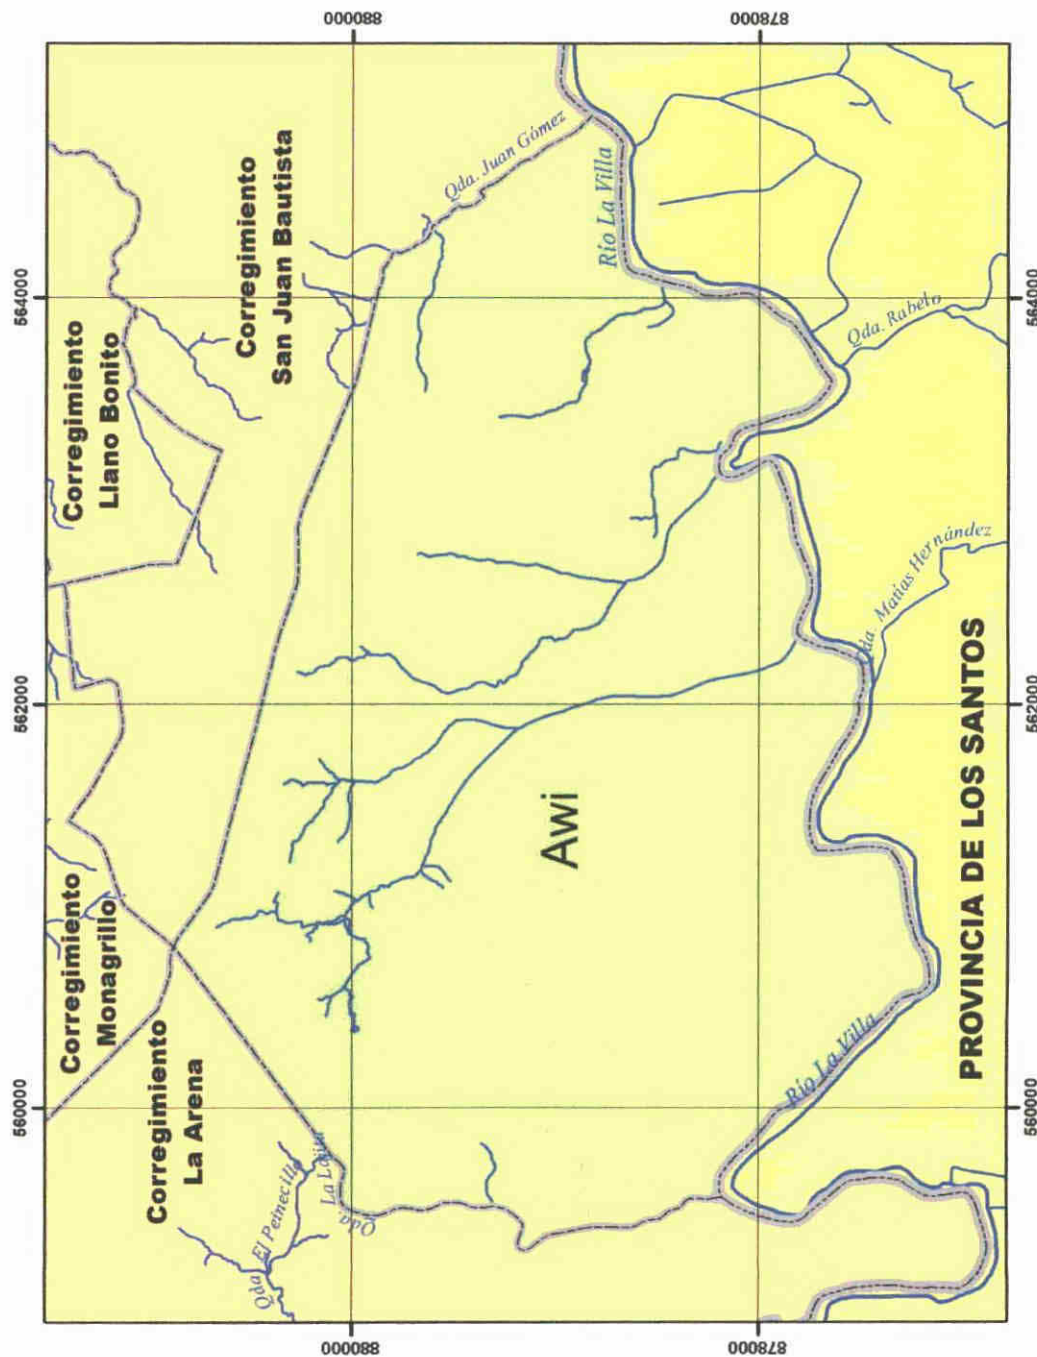 564000
562000
560000
880000
878000
Corregimiento
Llano Bonito
Corregimiento
San Juan Bautista
Qda. Juan Gómez
Río La Villa
Qda. Rabelo
Corregimiento
Monagrillo
Corregimiento
La Arena
Qda. El Peinecillo
Qda. La Lajita
Awi
Qda. Matías Hernández
Río La Villa
PROVINCIA DE LOS SANTOS
880000
878000
564000
562000
560000